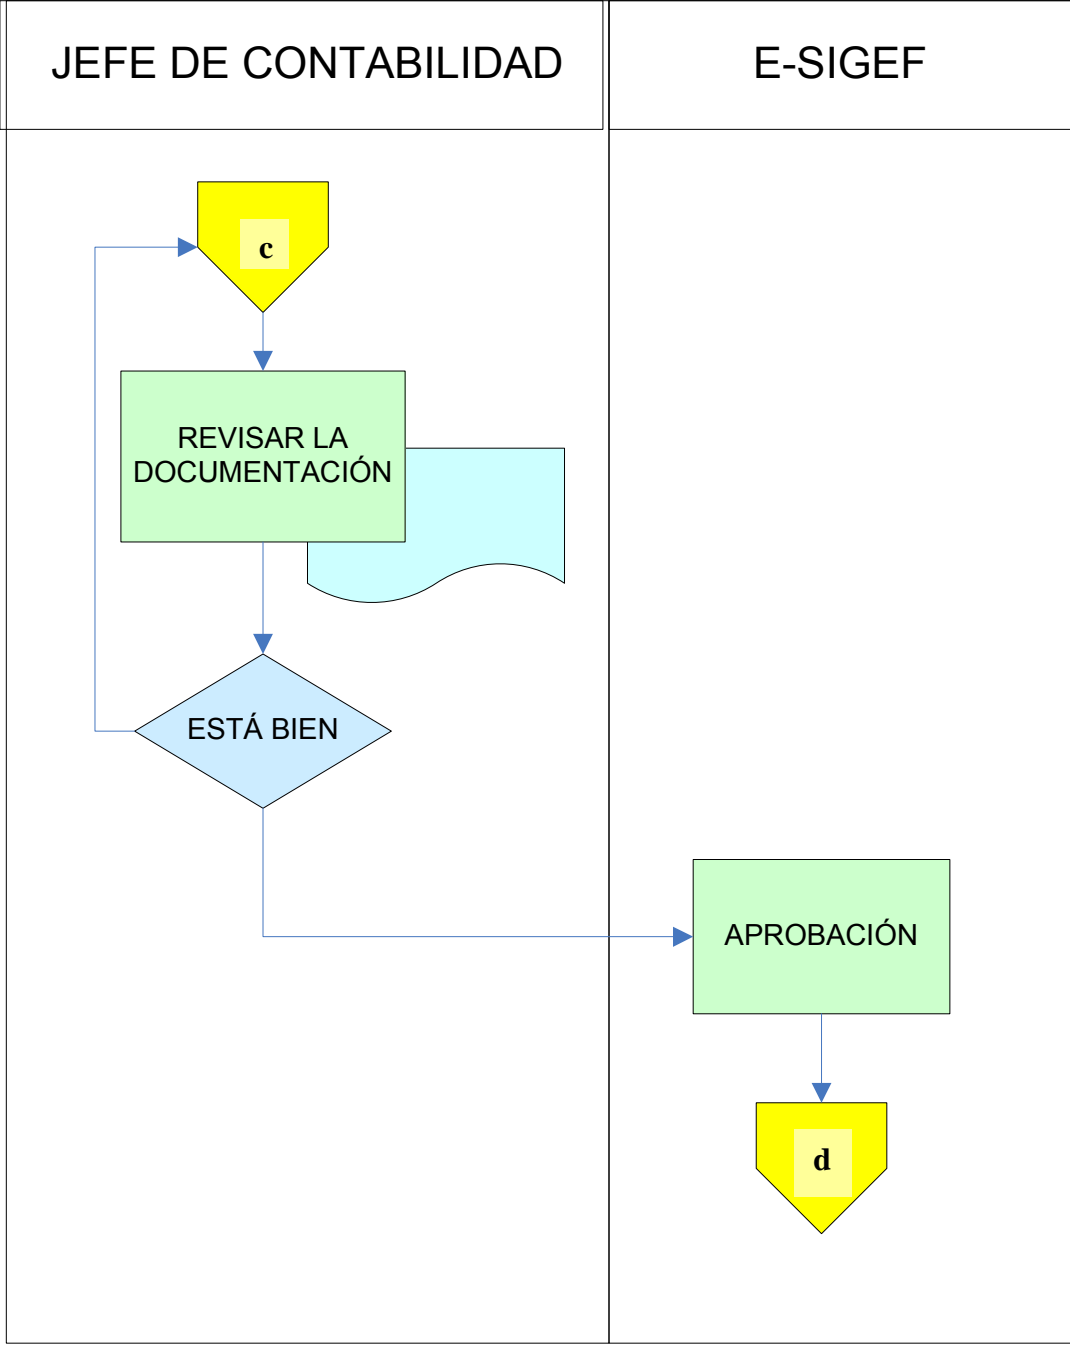 JEFE DE CONTABILIDAD
E-SIGEF
c
REVISAR LA
DOCUMENTACIÓN
ESTÁ BIEN
APROBACIÓN
d